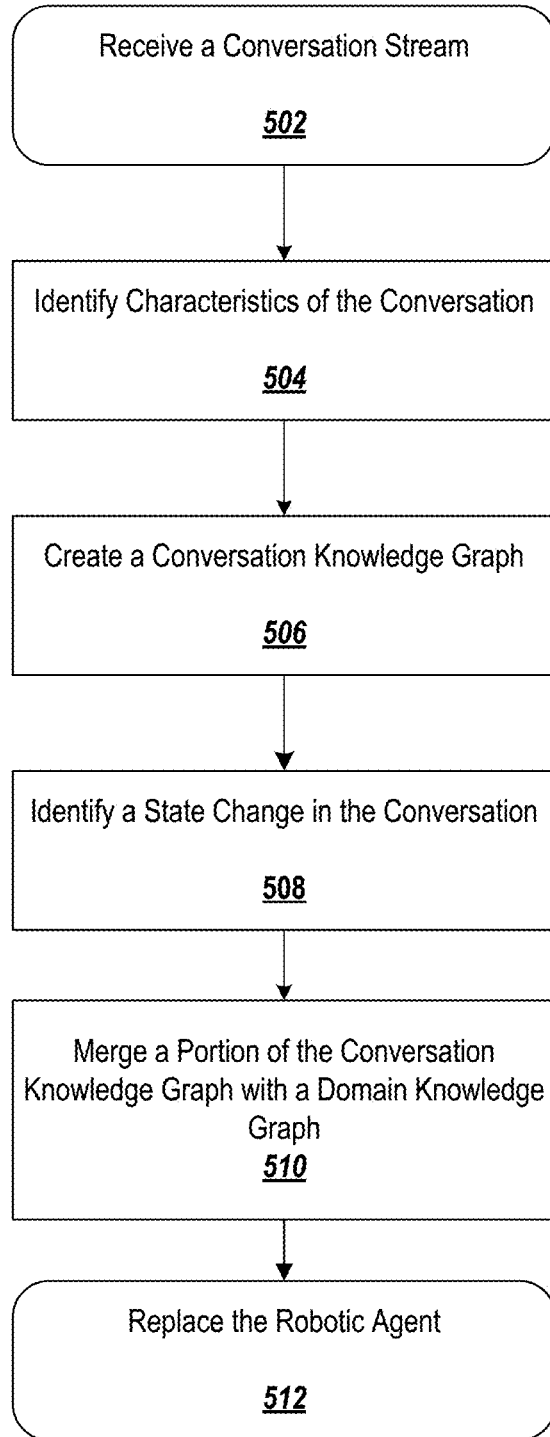 Receive a Conversation Stream
502
Identify Characteristics of the Conversation
504
Create a Conversation Knowledge Graph
506
Identify a State Change in the Conversation
508
Merge a Portion of the Conversation
Knowledge Graph with a Domain Knowledge
Graph
510
Replace the Robotic Agent
512